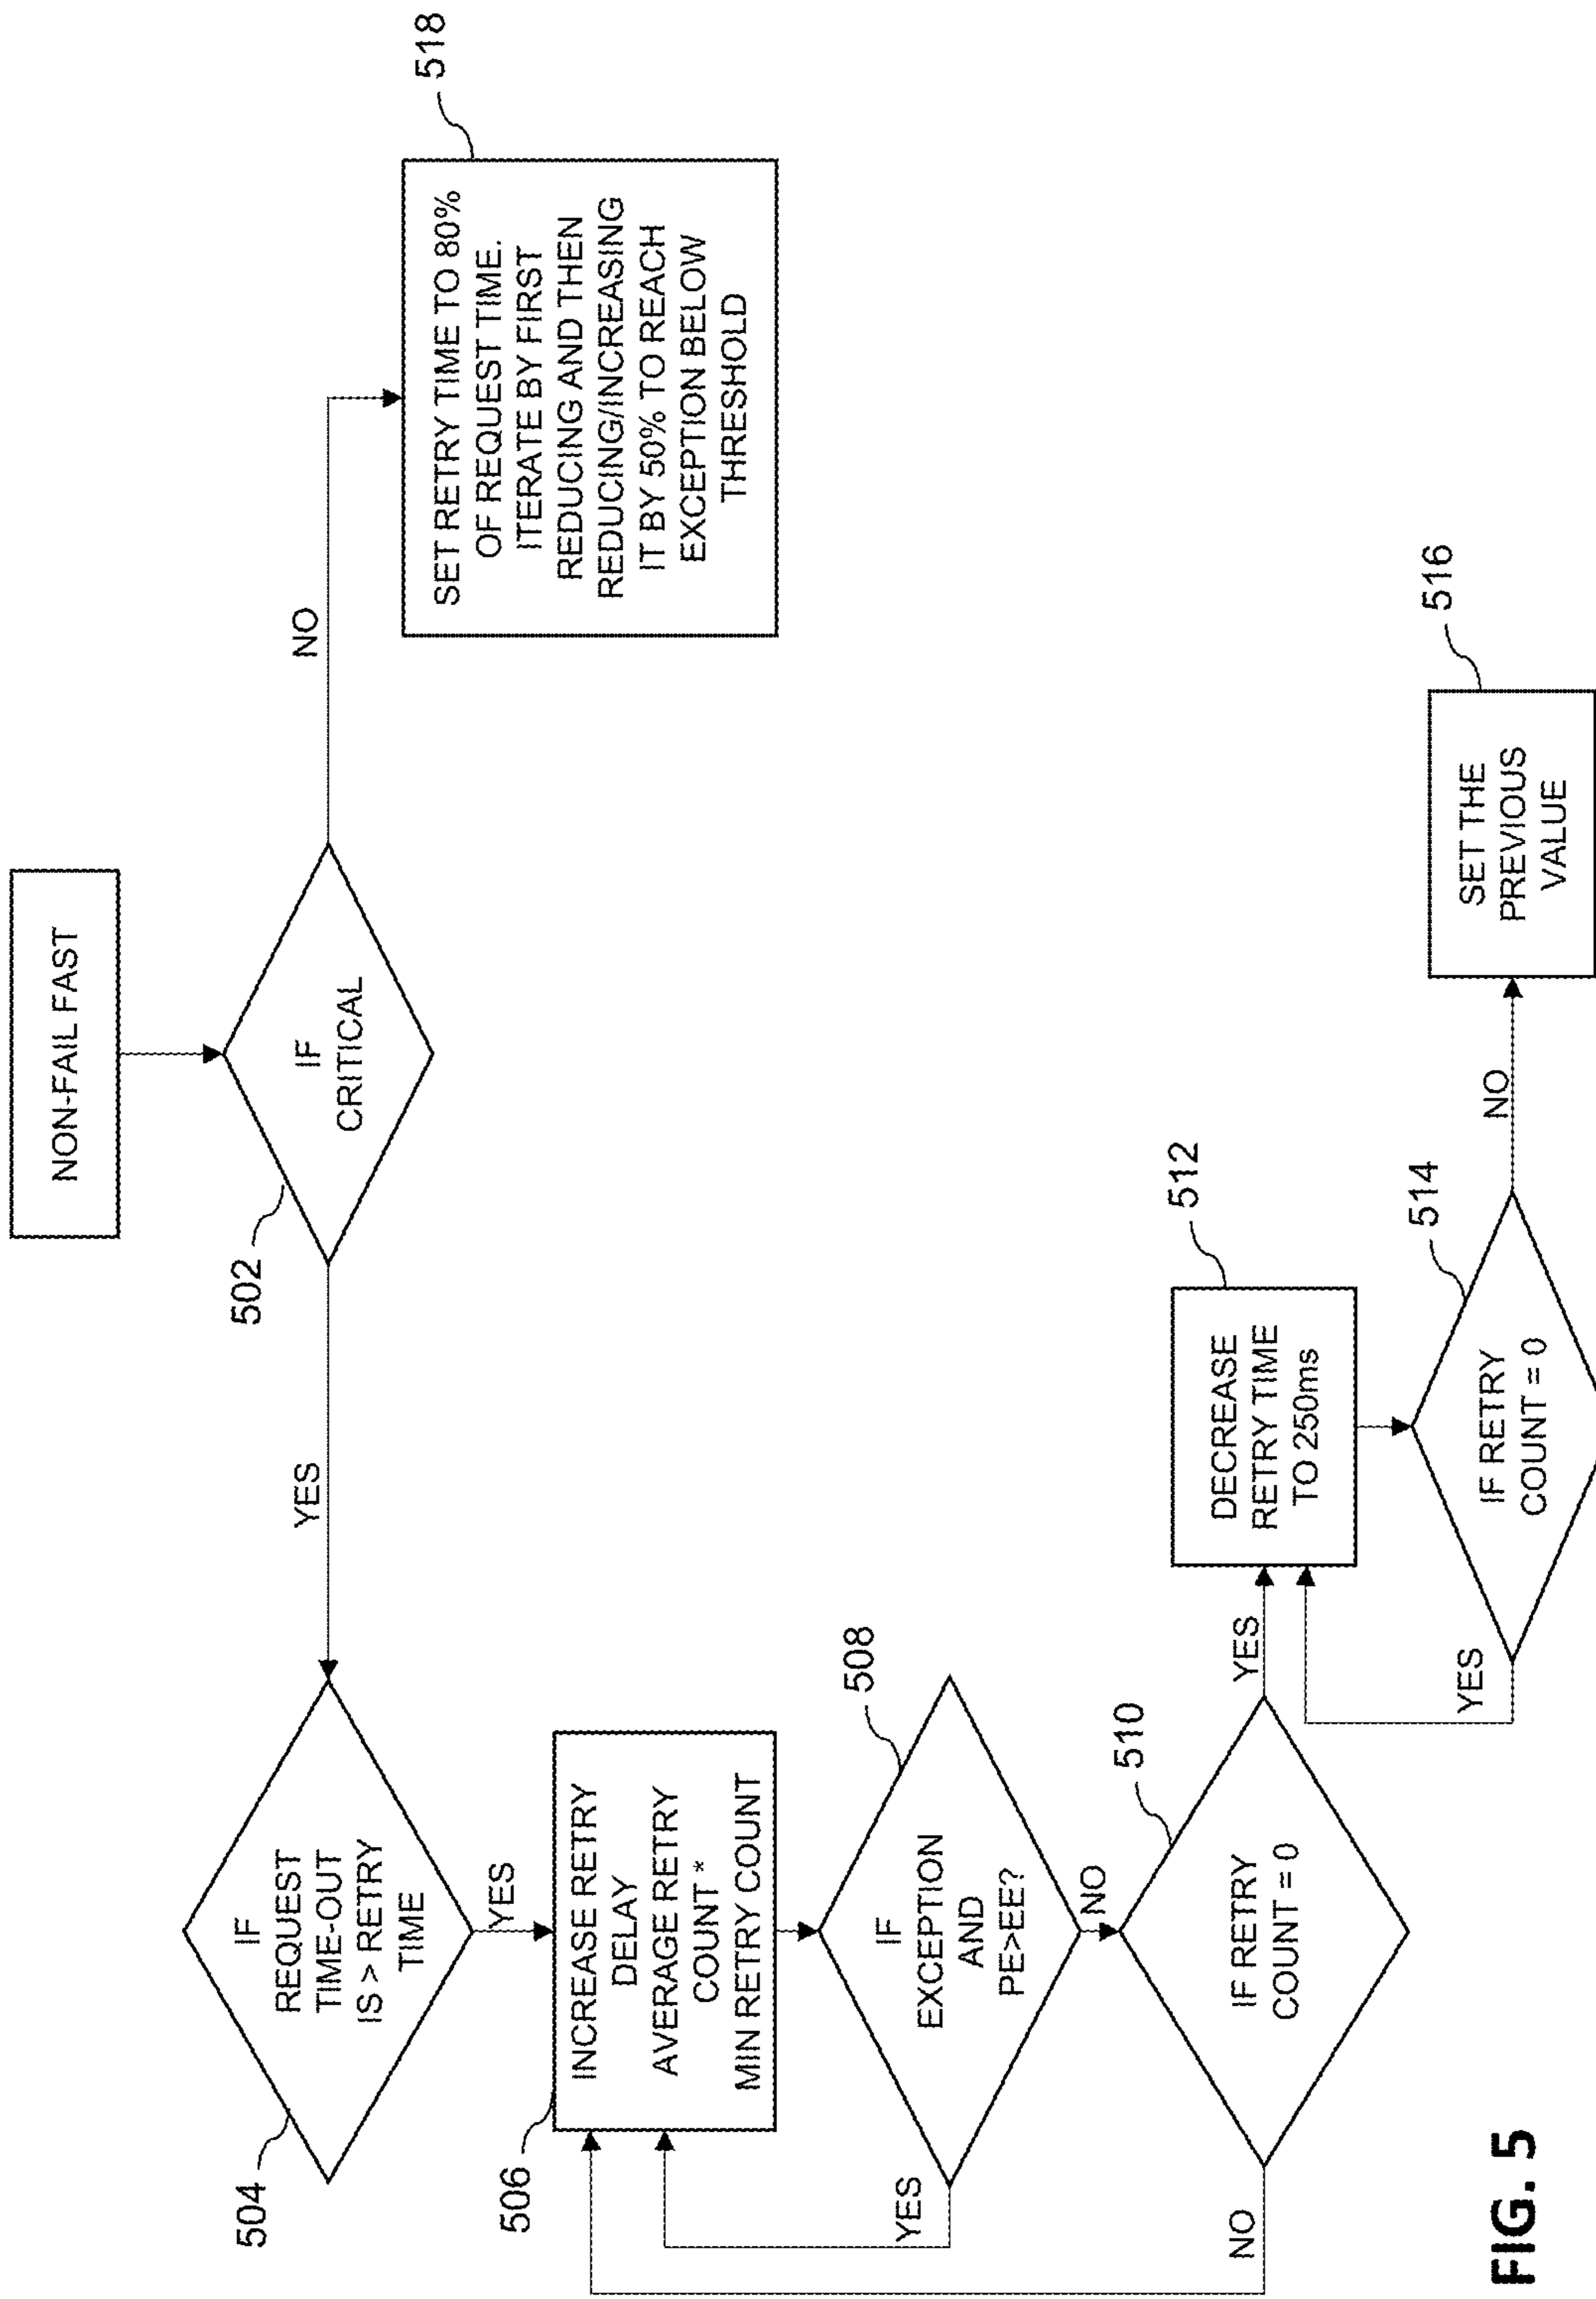 NON-FAIL FAST
502
IF
CRITICAL
YES
NO
504
IF
REQUEST
TIME-OUT
IS > RETRY
TIME
YES
518
SET RETRY TIME TO 80%
OF REQUEST TIME.
ITERATE BY FIRST
REDUCING AND THEN
REDUCING/INCREASING
IT BY 50% TO REACH
EXCEPTION BELOW
THRESHOLD
506
INCREASE RETRY
DELAY
AVERAGE RETRY
COUNT *
MIN RETRY COUNT
508
IF
EXCEPTION
AND
PE>EE?
YES
NO
510
IF RETRY
COUNT = 0
NO
YES
512
DECREASE
RETRY TIME
TO 250ms
514
IF RETRY
COUNT = 0
YES
NO
516
SET THE
PREVIOUS
VALUE
FIG. 5